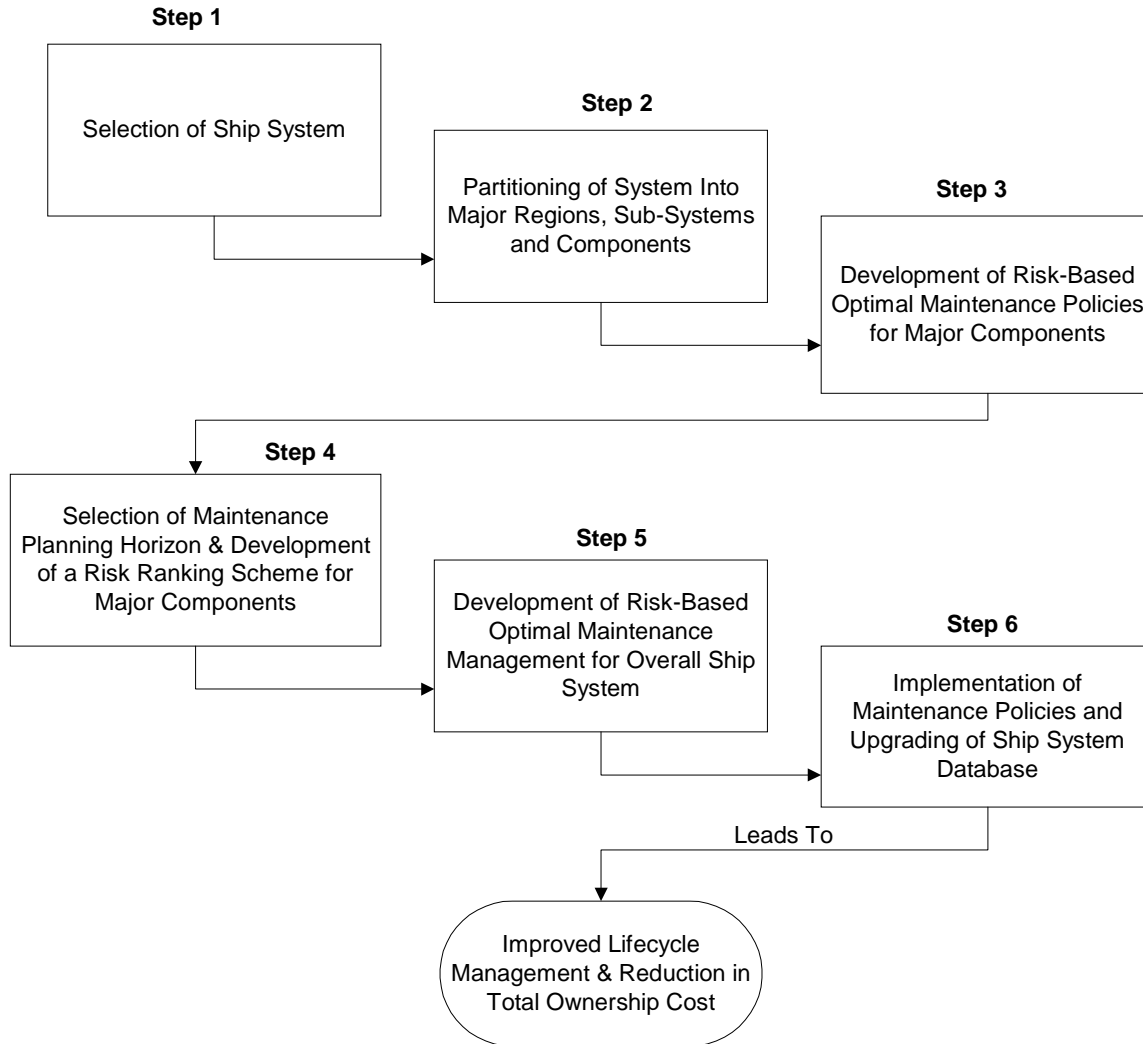 Step 1
Selection of Ship System
Step 2
Partitioning of System Into
Major Regions, Sub-Systems
and Components
Step 3
Development of Risk-Based
Optimal Maintenance Policies
for Major Components
Step 4
Selection of Maintenance
Planning Horizon & Development
of a Risk Ranking Scheme for
Major Components
Step 5
Development of Risk-Based
Optimal Maintenance
Management for Overall Ship
System
Step 6
Implementation of
Maintenance Policies and
Upgrading of Ship System
Database
Leads To
Improved Lifecycle
Management & Reduction in
Total Ownership Cost